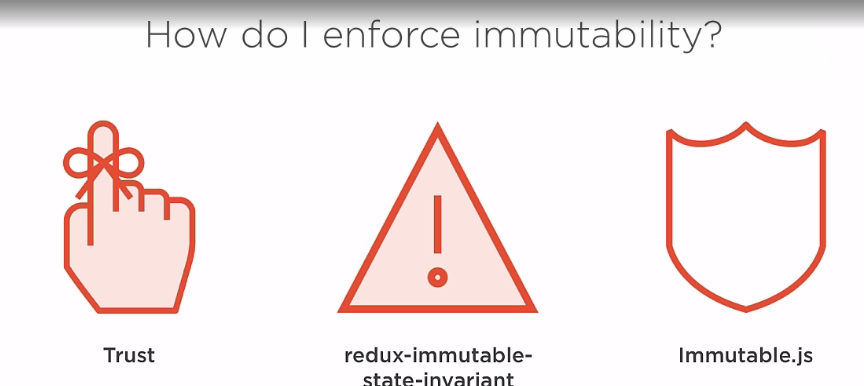 How do I enforce immutability?
Trust
redux-immutable-
state-invariant
Immutable.js